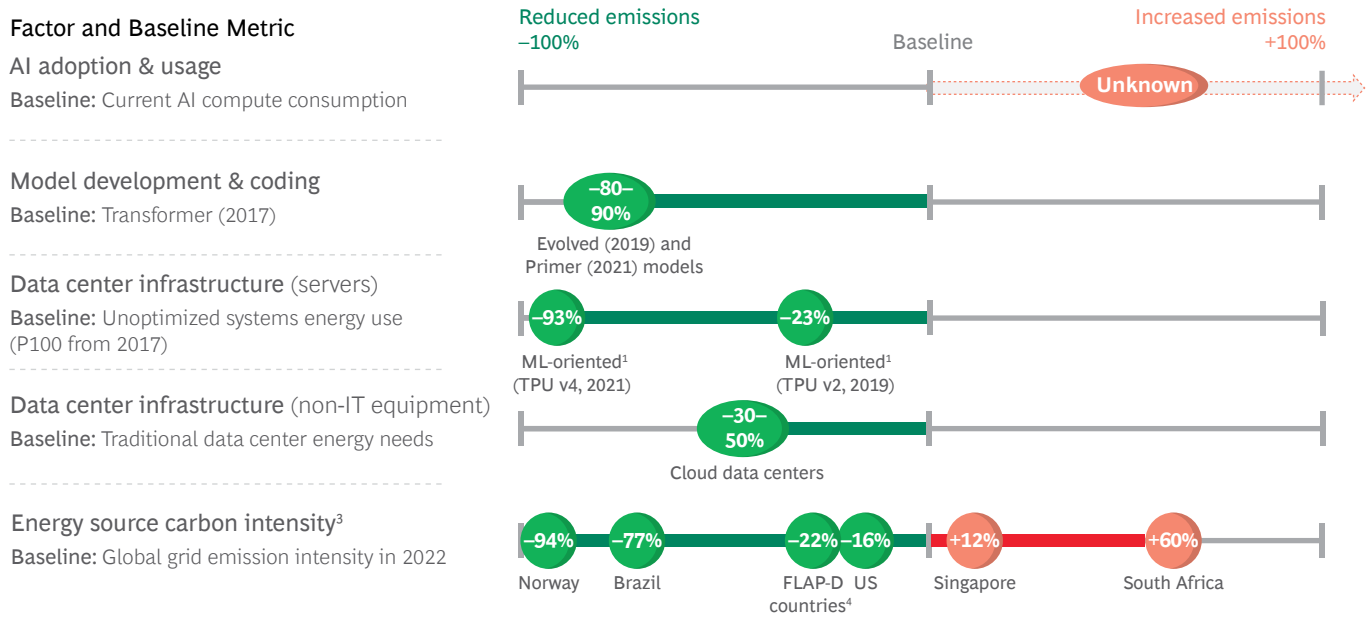 Factor and Baseline Metric
Reduced emissions
–100%
Baseline
Increased emissions
+100%
AI adoption & usage
Baseline: Current AI compute consumption
Unknown
Model development & coding
Baseline: Transformer (2017)
–80–
90%
Evolved (2019) and
Primer (2021) models
Data center infrastructure (servers)
Baseline: Unoptimized systems energy use
(P100 from 2017)
–93%
–23%
ML-oriented¹
(TPU v4, 2021)
ML-oriented¹
(TPU v2, 2019)
Data center infrastructure (non-IT equipment)
Baseline: Traditional data center energy needs
–30–
50%
Cloud data centers
Energy source carbon intensity³
Baseline: Global grid emission intensity in 2022
–94%
–77%
–22%
–16%
+12%
+60%
Norway
Brazil
FLAP-D
countries⁴
US
Singapore
South Africa